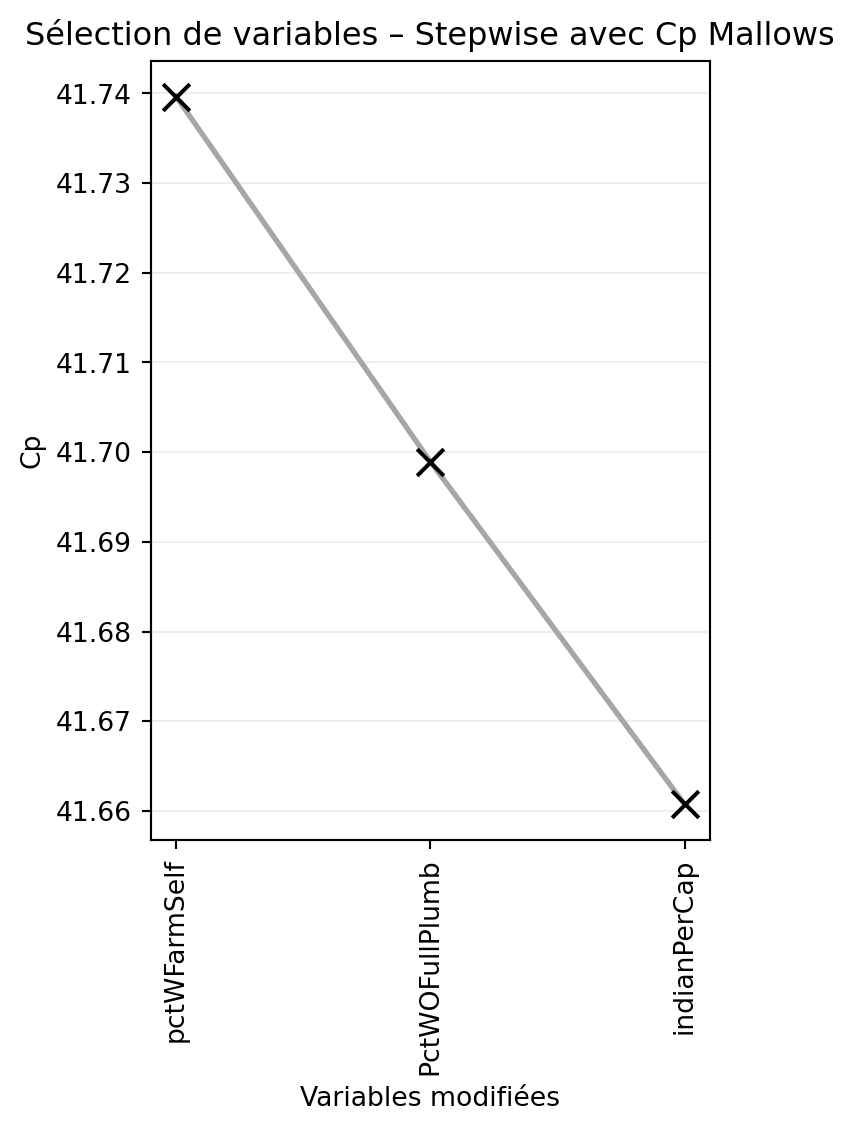 Sélection de variables – Stepwise avec Cp Mallows
41.74
41.73
41.72
41.71
41.70
41.69
41.68
41.67
41.66
Cp
pctWFarmSelf
PctWOFullPlumb
indianPerCap
Variables modifiées